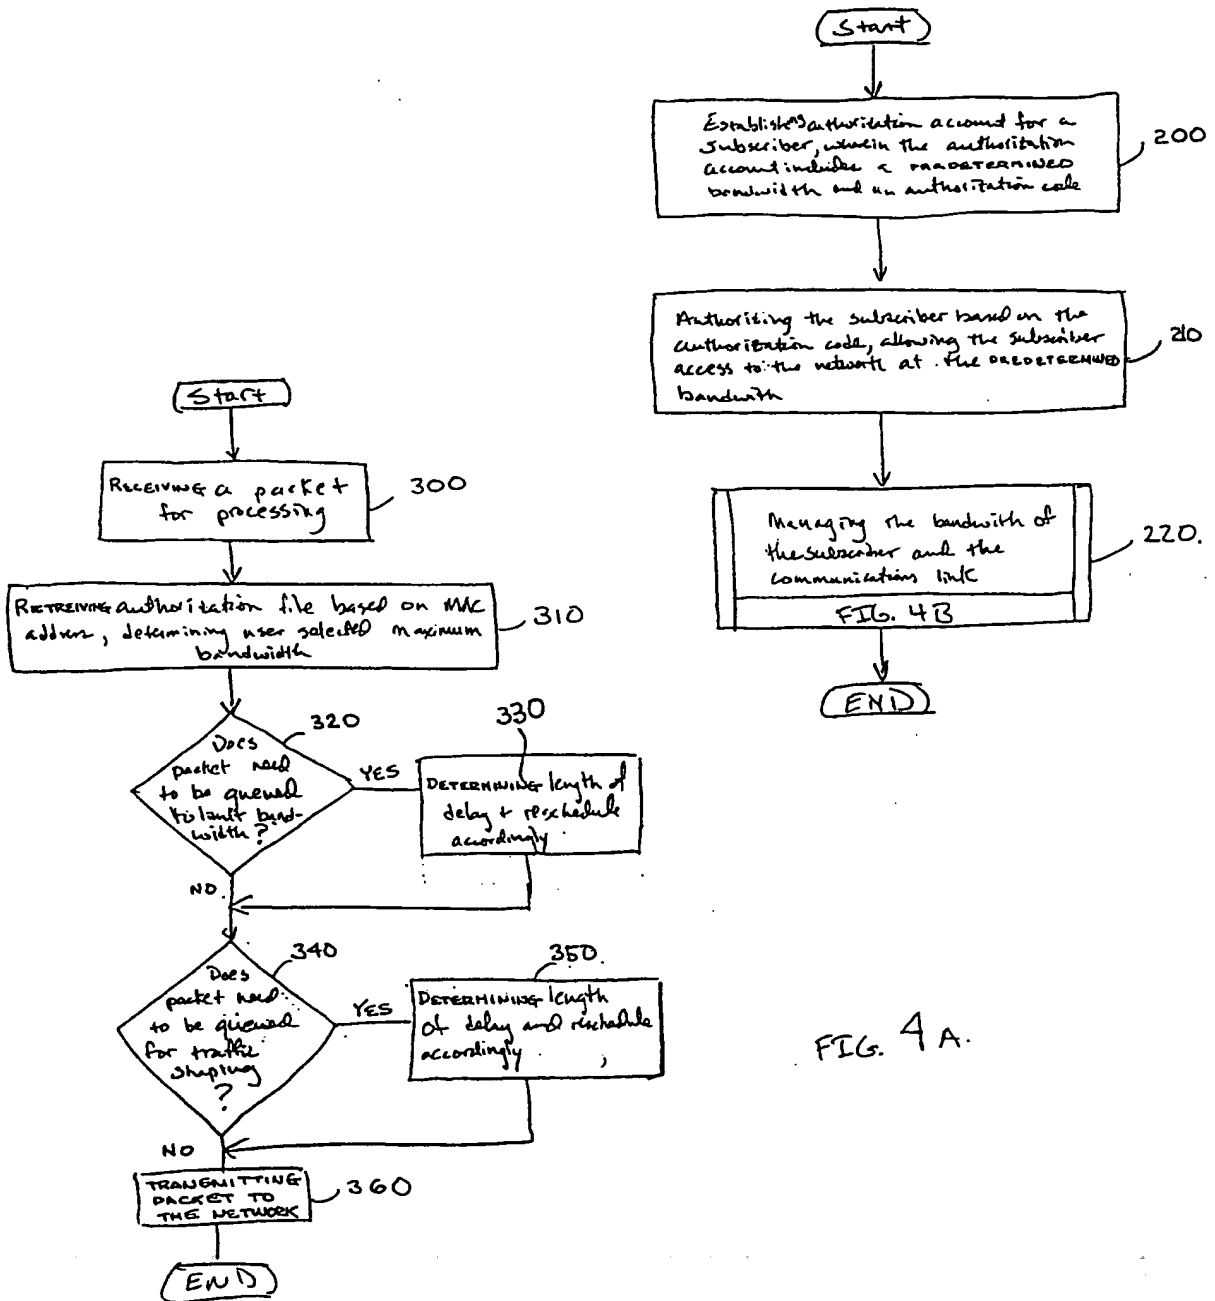 Start
Establishing authorization account for a
subscriber, wherein the authorization
account includes a PREDETERMINED
bandwidth and an authorization code
200
Authorizing the subscriber based on the
authorization code, allowing the subscriber
access to the network at the PREDETERMINED
bandwith
210
Managing the bandwith of
the subscriber and the
communications link
FIG. 4B
220.
END
Start
RECEIVING a packet
for processing
300
RETREIVING authorization file based on MAC
address, determining user selected maximum
bandwidth
310
Does
packet need
to be queued
to limit band-
width?
320
YES
330
DETERMINING length of
delay + reschedule
accordingly
NO.
Does
packet need
to be queued
for traffic
shaping
?
340
YES
350.
DETERMINING length
of delay and reschedule
accordingly
NO
TRANSMITTING
PACKET TO
THE NETWORK
360
END
FIG. 4A.